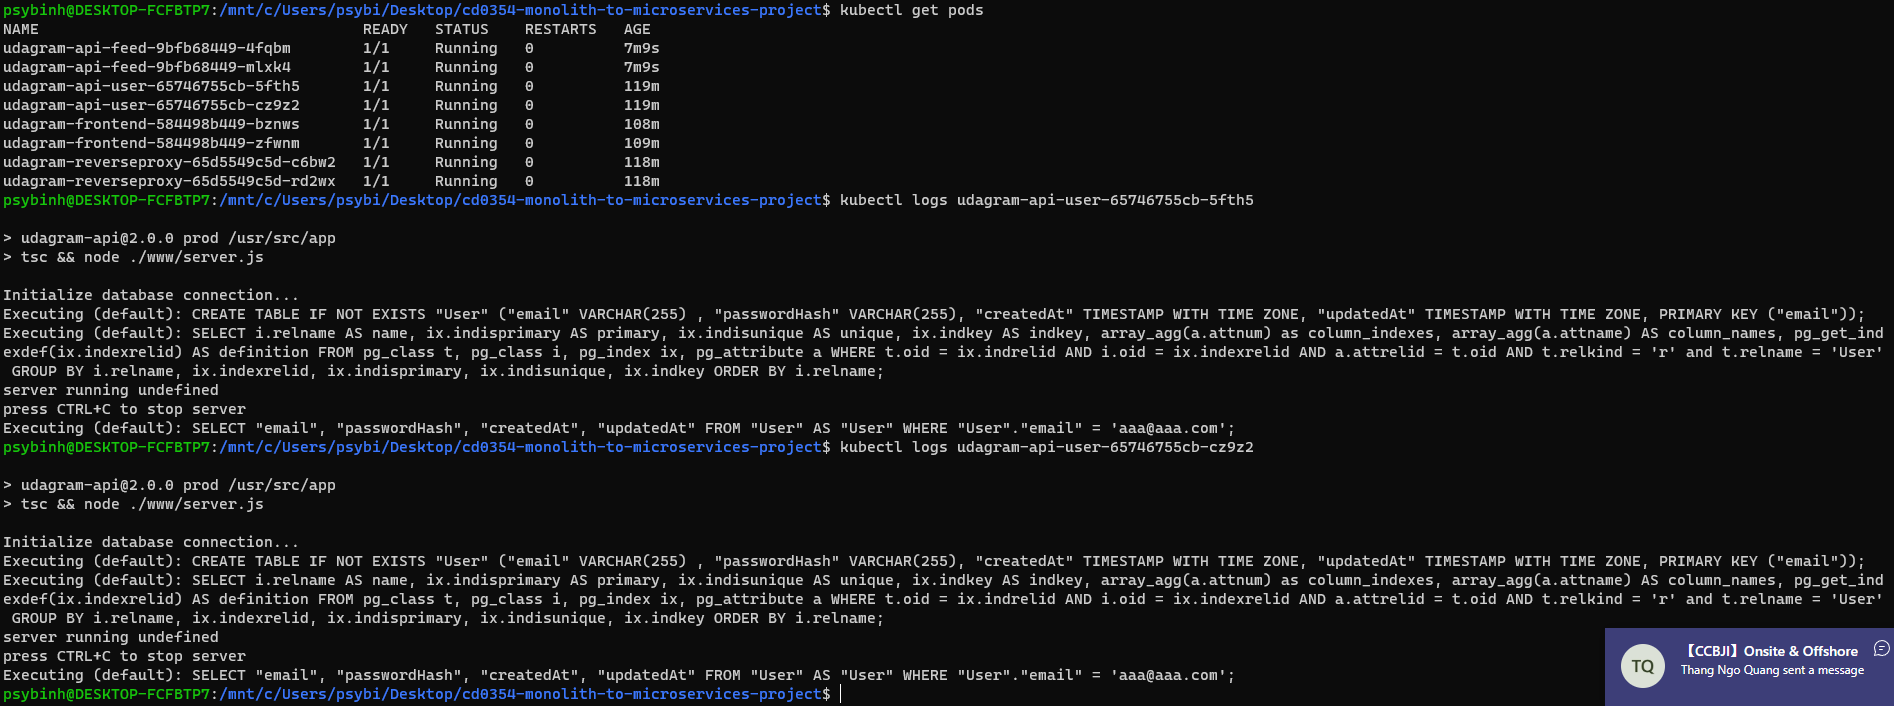 psybinh@DESKTOP-FCFBTP7:/mnt/c/Users/psybi/Desktop/cd0354-monolith-to-microservices-project$ kubectl get pods
NAME                                    READY   STATUS    RESTARTS   AGE
udagram-api-feed-9bfb68449-4fqbm        1/1     Running   0          7m9s
udagram-api-feed-9bfb68449-mlxk4        1/1     Running   0          7m9s
udagram-api-user-65746755cb-5fth5       1/1     Running   0          119m
udagram-api-user-65746755cb-cz9z2       1/1     Running   0          119m
udagram-frontend-584498b449-bznws       1/1     Running   0          108m
udagram-frontend-584498b449-zfwnm       1/1     Running   0          109m
udagram-reverseproxy-65d5549c5d-c6bw2   1/1     Running   0          118m
udagram-reverseproxy-65d5549c5d-rd2wx   1/1     Running   0          118m
psybinh@DESKTOP-FCFBTP7:/mnt/c/Users/psybi/Desktop/cd0354-monolith-to-microservices-project$ kubectl logs udagram-api-user-65746755cb-5fth5
> udagram-api@2.0.0 prod /usr/src/app
> tsc && node ./www/server.js
Initialize database connection...
Executing (default): CREATE TABLE IF NOT EXISTS "User" ("email" VARCHAR(255) , "passwordHash" VARCHAR(255), "createdAt" TIMESTAMP WITH TIME ZONE, "updatedAt" TIMESTAMP WITH TIME ZONE, PRIMARY KEY ("email"));
Executing (default): SELECT i.relname AS name, ix.indisprimary AS primary, ix.indisunique AS unique, ix.indkey AS indkey, array_agg(a.attnum) as column_indexes, array_agg(a.attname) AS column_names, pg_get_ind
exdef(ix.indexrelid) AS definition FROM pg_class t, pg_class i, pg_index ix, pg_attribute a WHERE t.oid = ix.indrelid AND i.oid = ix.indexrelid AND a.attrelid = t.oid AND t.relkind = 'r' and t.relname = 'User'
GROUP BY i.relname, ix.indexrelid, ix.indisprimary, ix.indisunique, ix.indkey ORDER BY i.relname;
server running undefined
press CTRL+C to stop server
Executing (default): SELECT "email", "passwordHash", "createdAt", "updatedAt" FROM "User" AS "User" WHERE "User"."email" = 'aaa@aaa.com';
psybinh@DESKTOP-FCFBTP7:/mnt/c/Users/psybi/Desktop/cd0354-monolith-to-microservices-project$ kubectl logs udagram-api-user-65746755cb-cz9z2
> udagram-api@2.0.0 prod /usr/src/app
> tsc && node ./www/server.js
Initialize database connection...
Executing (default): CREATE TABLE IF NOT EXISTS "User" ("email" VARCHAR(255) , "passwordHash" VARCHAR(255), "createdAt" TIMESTAMP WITH TIME ZONE, "updatedAt" TIMESTAMP WITH TIME ZONE, PRIMARY KEY ("email"));
Executing (default): SELECT i.relname AS name, ix.indisprimary AS primary, ix.indisunique AS unique, ix.indkey AS indkey, array_agg(a.attnum) as column_indexes, array_agg(a.attname) AS column_names, pg_get_ind
exdef(ix.indexrelid) AS definition FROM pg_class t, pg_class i, pg_index ix, pg_attribute a WHERE t.oid = ix.indrelid AND i.oid = ix.indexrelid AND a.attrelid = t.oid AND t.relkind = 'r' and t.relname = 'User'
GROUP BY i.relname, ix.indexrelid, ix.indisprimary, ix.indisunique, ix.indkey ORDER BY i.relname;
server running undefined
press CTRL+C to stop server
Executing (default): SELECT "email", "passwordHash", "createdAt", "updatedAt" FROM "User" AS "User" WHERE "User"."email" = 'aaa@aaa.com';
psybinh@DESKTOP-FCFBTP7:/mnt/c/Users/psybi/Desktop/cd0354-monolith-to-microservices-project$
TQ
【CCBJI】Onsite & Offshore
Thang Ngo Quang sent a message